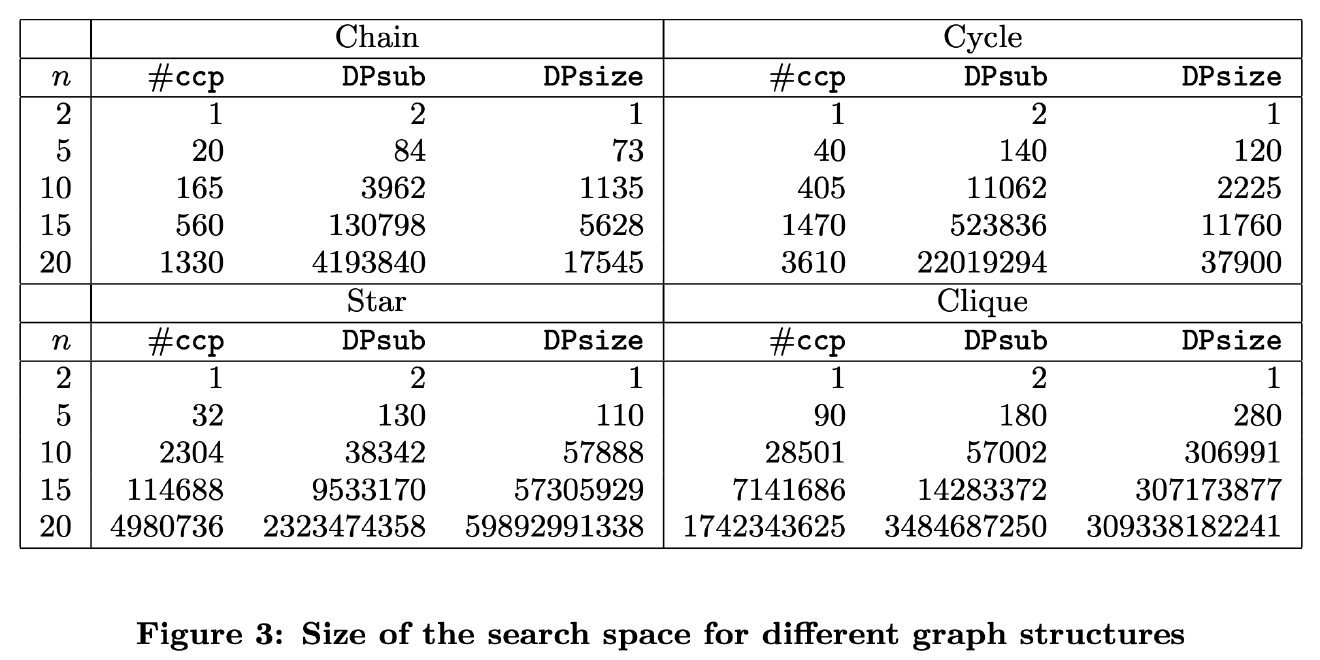 Chain Cycle
n #ccp DPsub DPsize #ccp DPsub DPsize
2 1 2 1 1 2 1
5 20 84 73 40 140 120
10 165 3962 1135 405 11062 2225
15 560 130798 5628 1470 523836 11760
20 1330 4193840 17545 3610 22019294 37900
Star Clique
n #ccp DPsub DPsize #ccp DPsub DPsize
2 1 2 1 1 2 1
5 32 130 110 90 180 280
10 2304 38342 57888 28501 57002 306991
15 114688 9533170 57305929 7141686 14283372 307173877
20 4980736 2323474358 59892991338 1742343625 3484687250 309338182241
Figure 3: Size of the search space for different graph structures